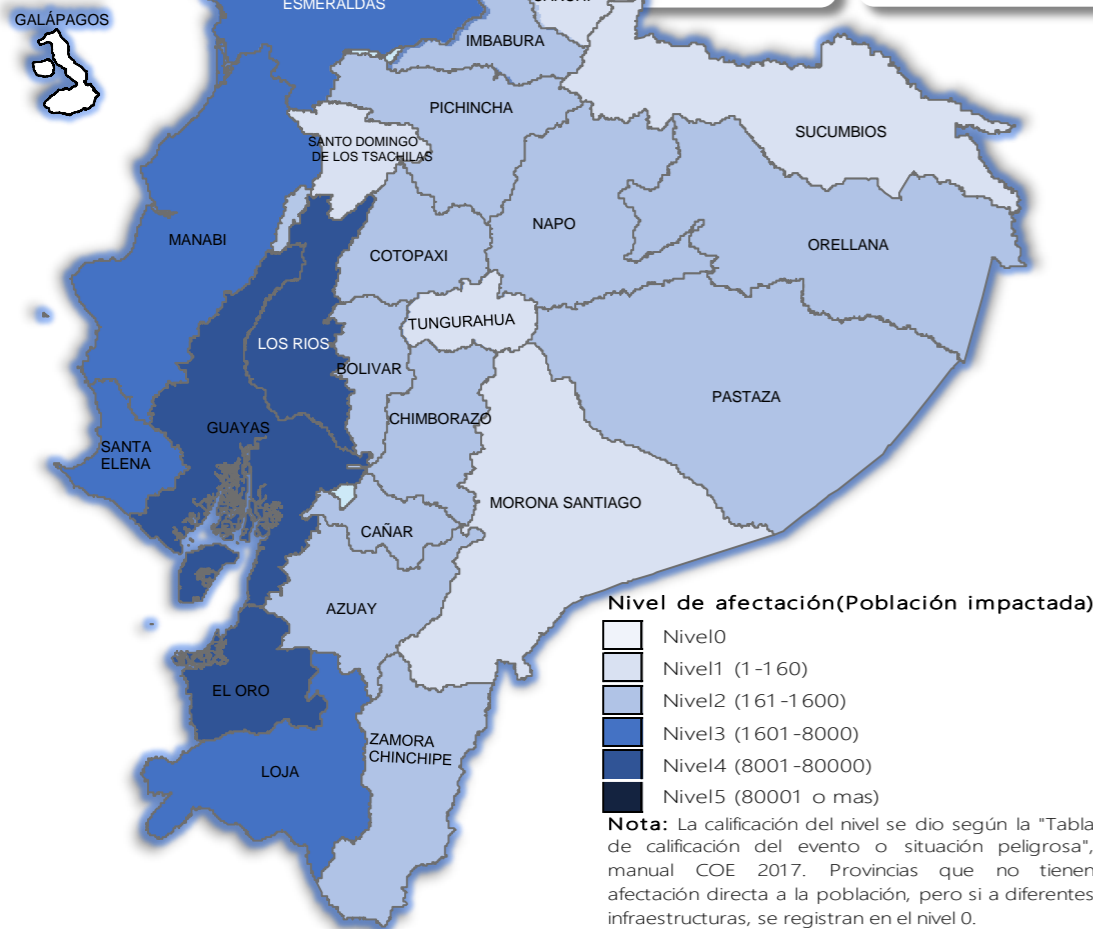 ESMERALDAS
GALÁPAGOS
IMBABURA
PICHINCHA
SUCUMBIOS
SANTO DOMINGO
DE LOS TSACHILAS
NAPO
MANABI
ORELLANA
COTOPAXI
TUNGURAHUA
LOS RIOS
BOLIVAR
PASTAZA
CHIMBORAZO
GUAYAS
SANTA
ELENA
MORONA SANTIAGO
CAÑAR
AZUAY
EL ORO
ZAMORA
CHINCHIPE
LOJA
Nivel de afectación(Población impactada)
Nivel0
Nivel1 (1-160)
Nivel2 (161-1600)
Nivel3 (1601-8000)
Nivel4 (8001-80000)
Nivel5 (80001 o mas)
Nota: La calificación del nivel se dio según la "Tabla
de calificación del evento o situación peligrosa",
manual COE 2017. Provincias que no tienen
afectación directa a la población, pero si a diferentes
infraestructuras, se registran en el nivel 0.